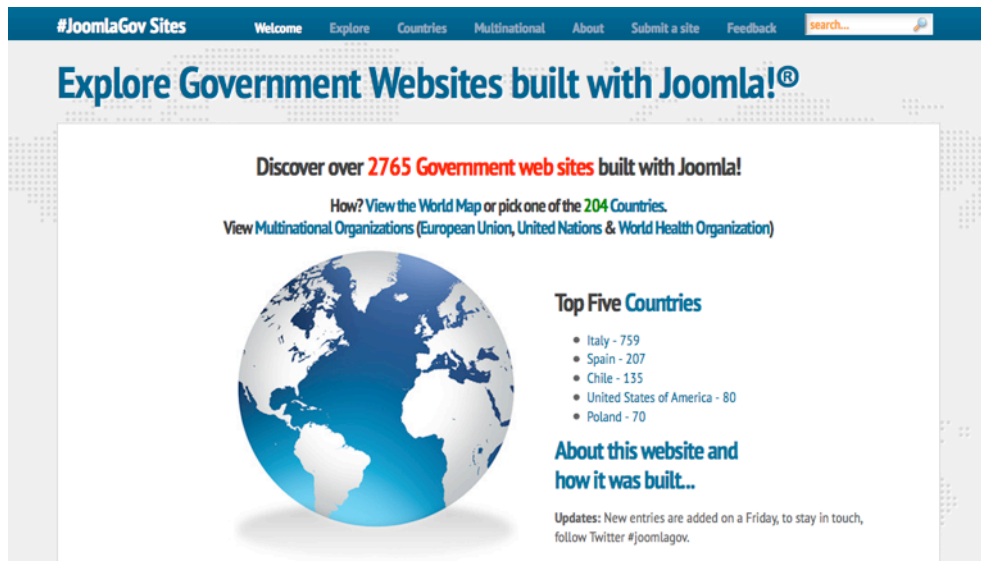 #JoomlaGov Sites
Welcome
Explore
Countries
Multinational
About
Submit a site
Feedback
search...
Explore Government Websites built with Joomla!®
Discover over 2765 Government web sites built with Joomla!
How? View the World Map or pick one of the 204 Countries.
View Multinational Organizations (European Union, United Nations & World Health Organization)
Top Five Countries
Italy - 759
Spain - 207
Chile - 135
United States of America - 80
Poland - 70
About this website and
how it was built...
Updates: New entries are added on a Friday, to stay in touch,
follow Twitter #joomlagov.